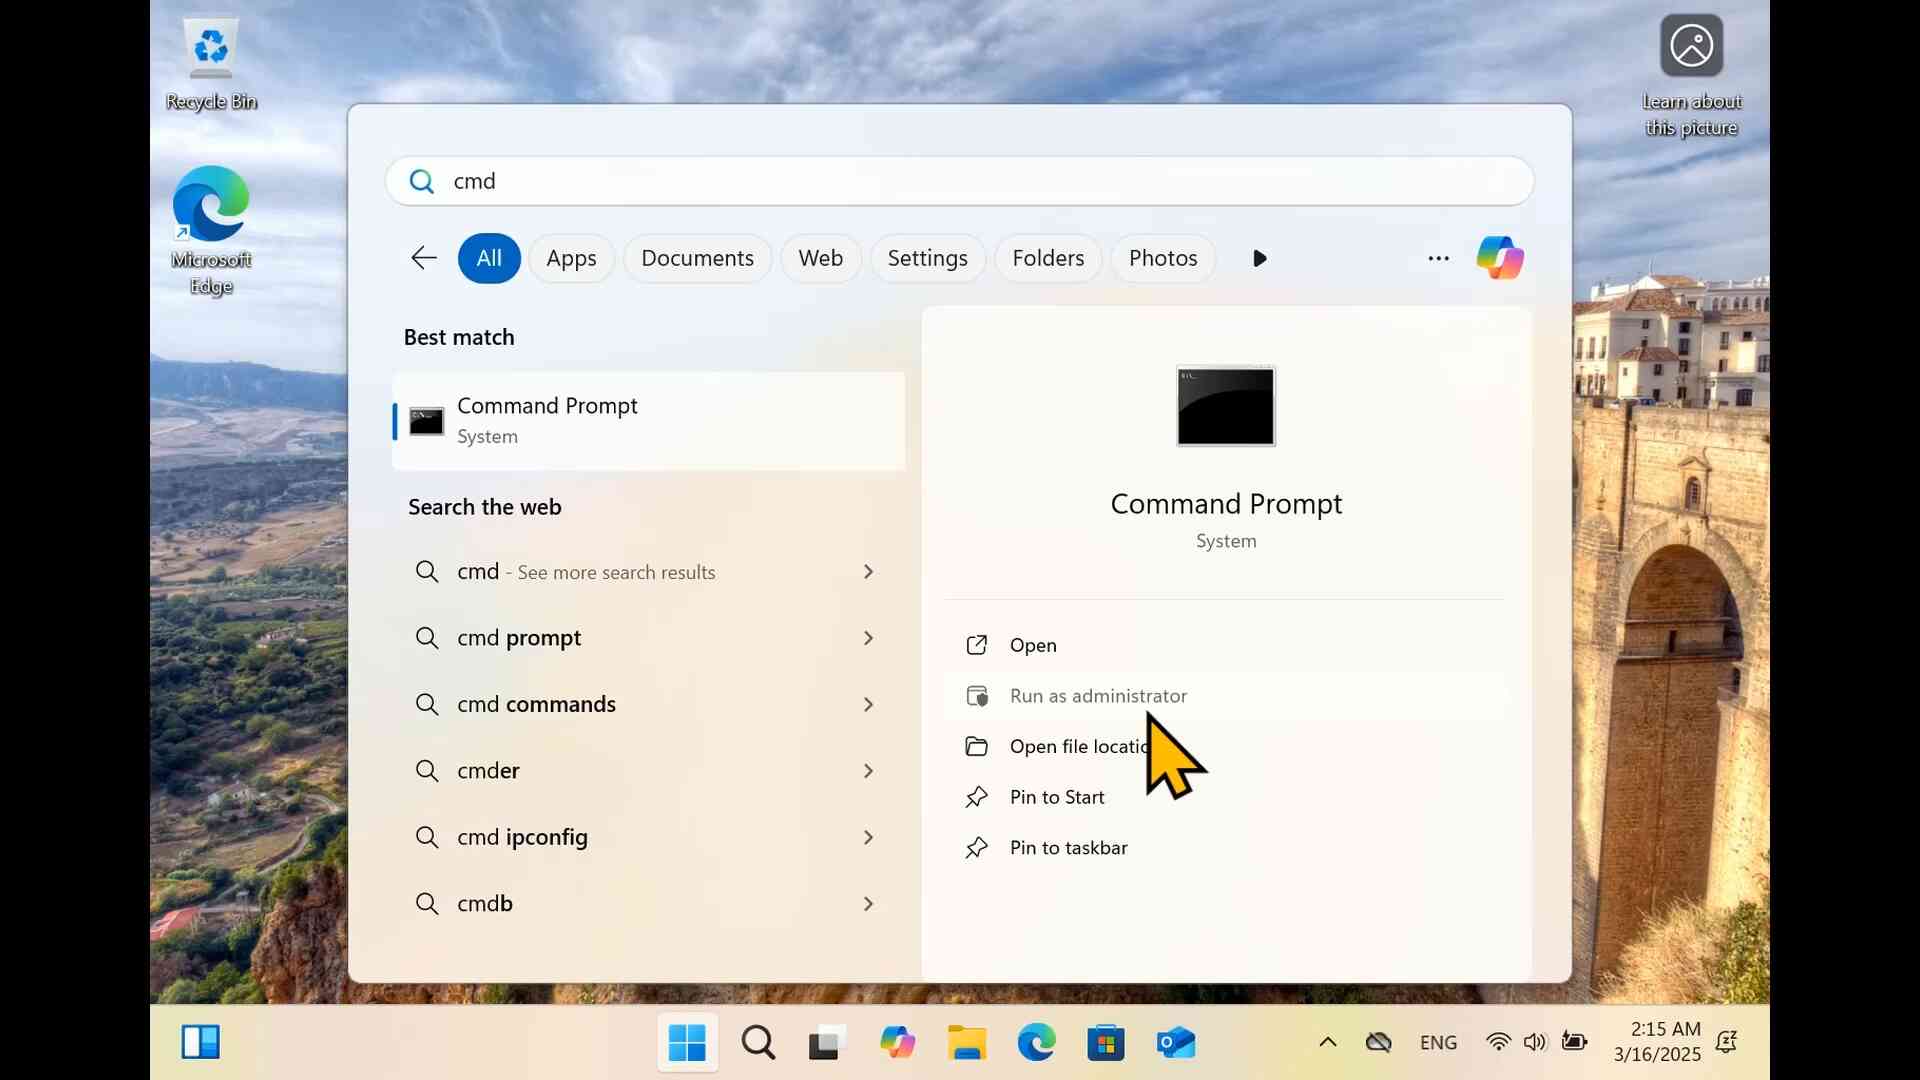 Recycle Bin
Learn about
this picture
Microsoft
Edge
cmd
All
Apps
Documents
Web
Settings
Folders
Photos
Best match
Command Prompt
System
Search the web
cmd - See more search results
cmd prompt
cmd commands
cmder
cmd ipconfig
cmdb
Command Prompt
System
Open
Run as administrator
Open file locatio
Pin to Start
Pin to taskbar
ENG
2:15 AM
3/16/2025